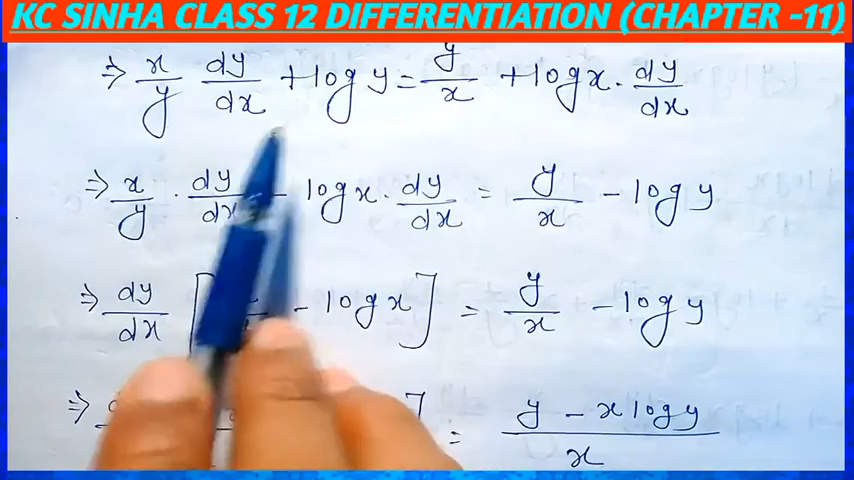 KC SINHA CLASS 12 DIFFERENTIATION (CHAPTER -11)
⇒ x/y dy/dx + log y = y/x + log x · dy/dx
⇒ x/y · dy/dx - log x · dy/dx = y/x - log y
⇒ dy/dx [ - log x ] = y/x - log y
⇒ ] = y - x log y / x